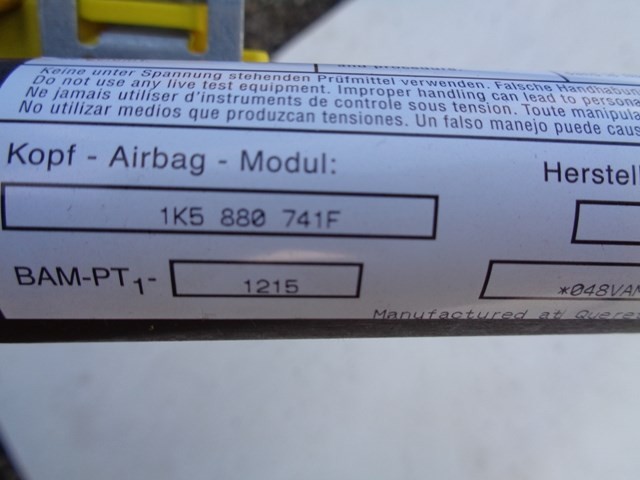 Keine unter Spannung stehenden Prüfmittel verwenden. Falsche
Do not use any live test equipment. Improper handling can lead to
Ne jamais utiliser d'instruments de controle sous tension. Toute
No utilizar medios que produzcan tensiones. Un falso manejo puede
Kopf - Airbag - Modul:
Herstell
1K5 880 741F
BAM-PT1-
1215
*048VAN
Manufactured at